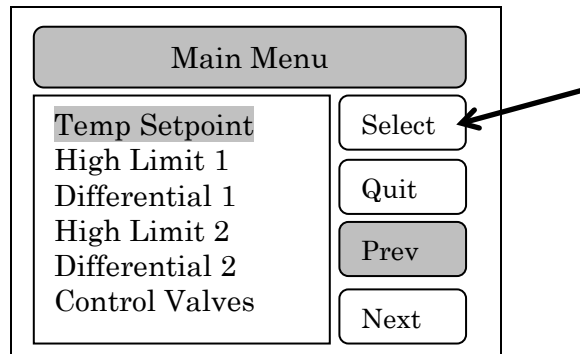 Main Menu
Temp Setpoint
High Limit 1
Differential 1
High Limit 2
Differential 2
Control Valves
Select
Quit
Prev
Next